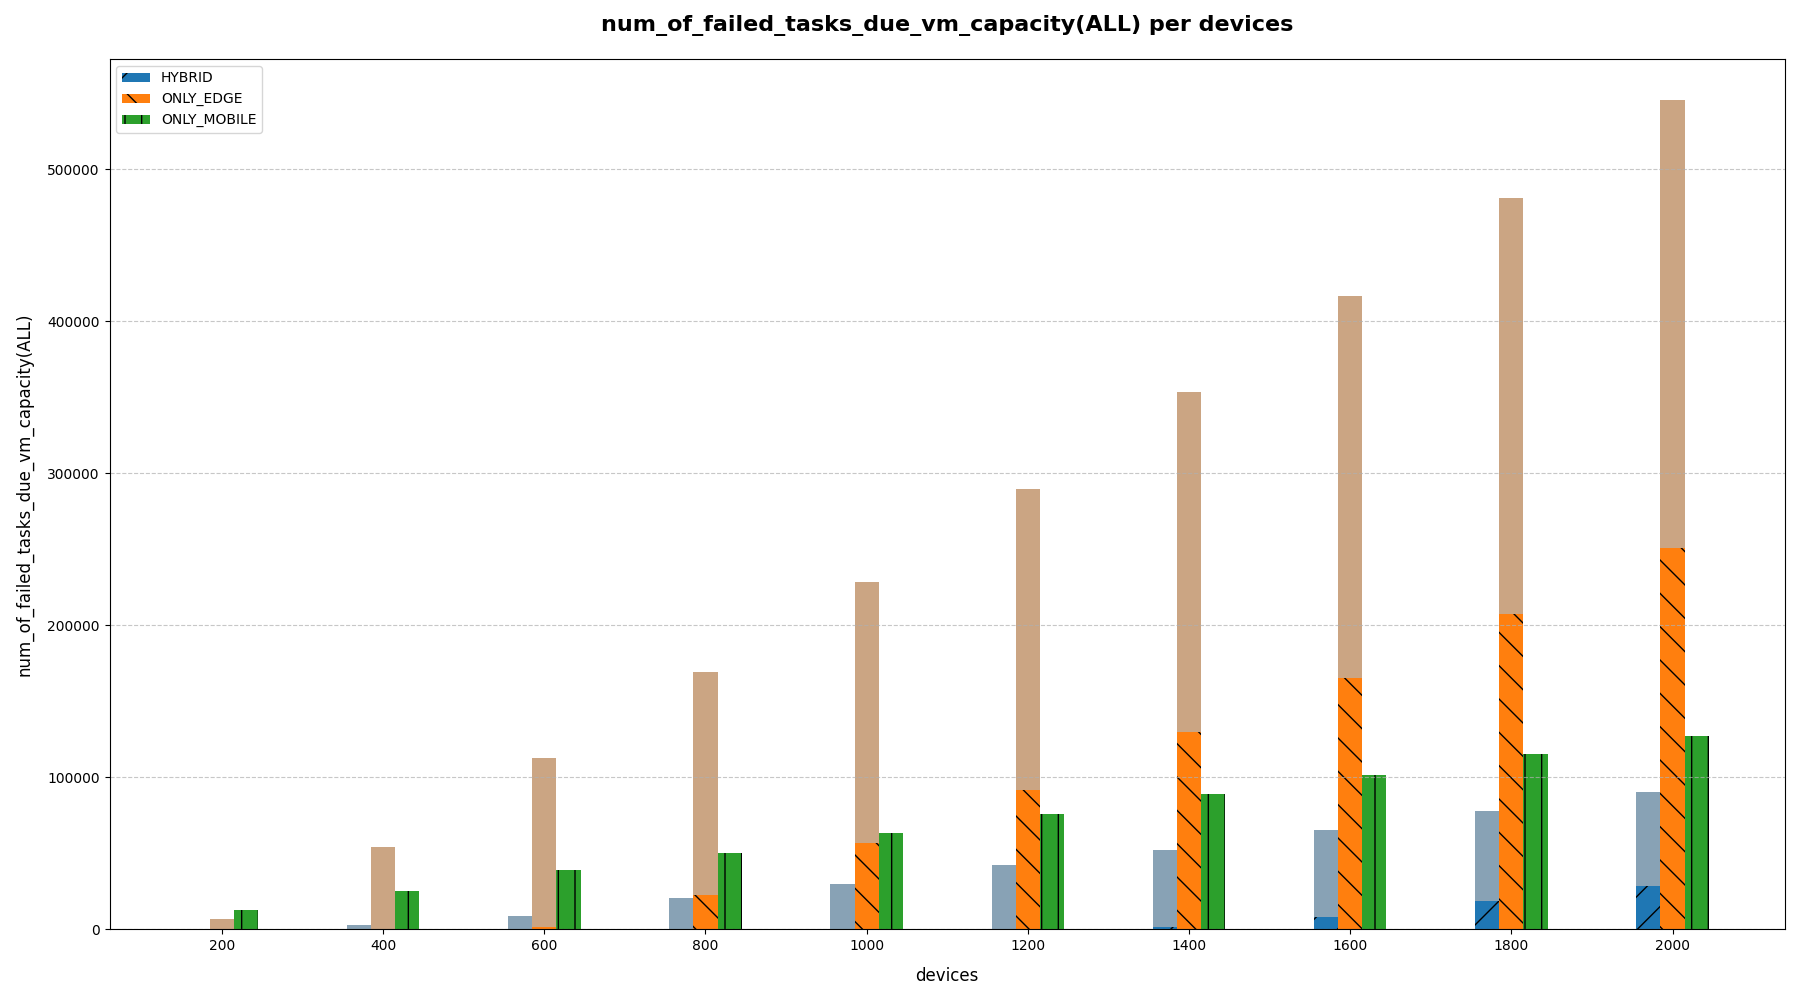 num_of_failed_tasks_due_vm_capacity(ALL) per devices
HYBRID
ONLY_EDGE
ONLY_MOBILE
num_of_failed_tasks_due_vm_capacity(ALL)
500000
400000
300000
200000
100000
0
200 400 600 800 1000 1200 1400 1600 1800 2000
devices